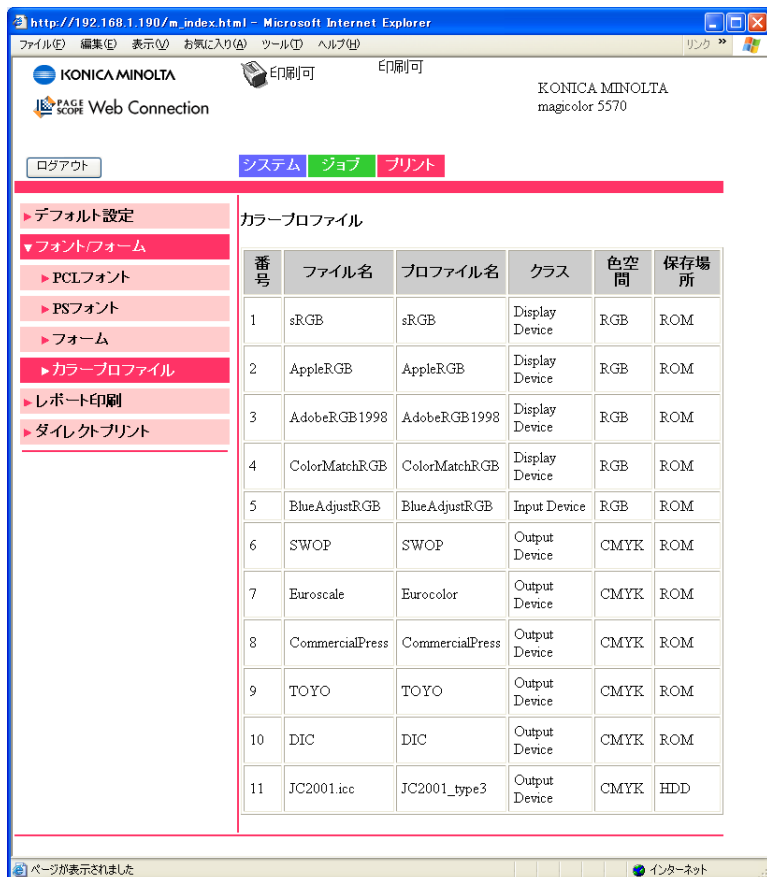 http://192.168.1.190/m_index.html - Microsoft Internet Explorer
ファイル(F) 編集(E) 表示(V) お気に入り(A) ツール(T) ヘルプ(H) リンク »
KONICA MINOLTA
印刷可
印刷可
PAGE SCOPE Web Connection
KONICA MINOLTA
magicolor 5570
ログアウト
システム ジョブ プリント
デフォルト設定
フォント/フォーム
PCLフォント
PSフォント
フォーム
カラープロファイル
レポート印刷
ダイレクトプリント
カラープロファイル
番号 ファイル名 プロファイル名 クラス 色空間 保存場所
1 sRGB sRGB Display Device RGB ROM
2 AppleRGB AppleRGB Display Device RGB ROM
3 AdobeRGB1998 AdobeRGB1998 Display Device RGB ROM
4 ColorMatchRGB ColorMatchRGB Display Device RGB ROM
5 BlueAdjustRGB BlueAdjustRGB Input Device RGB ROM
6 SWOP SWOP Output Device CMYK ROM
7 Euroscale Eurocolor Output Device CMYK ROM
8 CommercialPress CommercialPress Output Device CMYK ROM
9 TOYO TOYO Output Device CMYK ROM
10 DIC DIC Output Device CMYK ROM
11 JC2001.icc JC2001_type3 Output Device CMYK HDD
ページが表示されました
インターネット